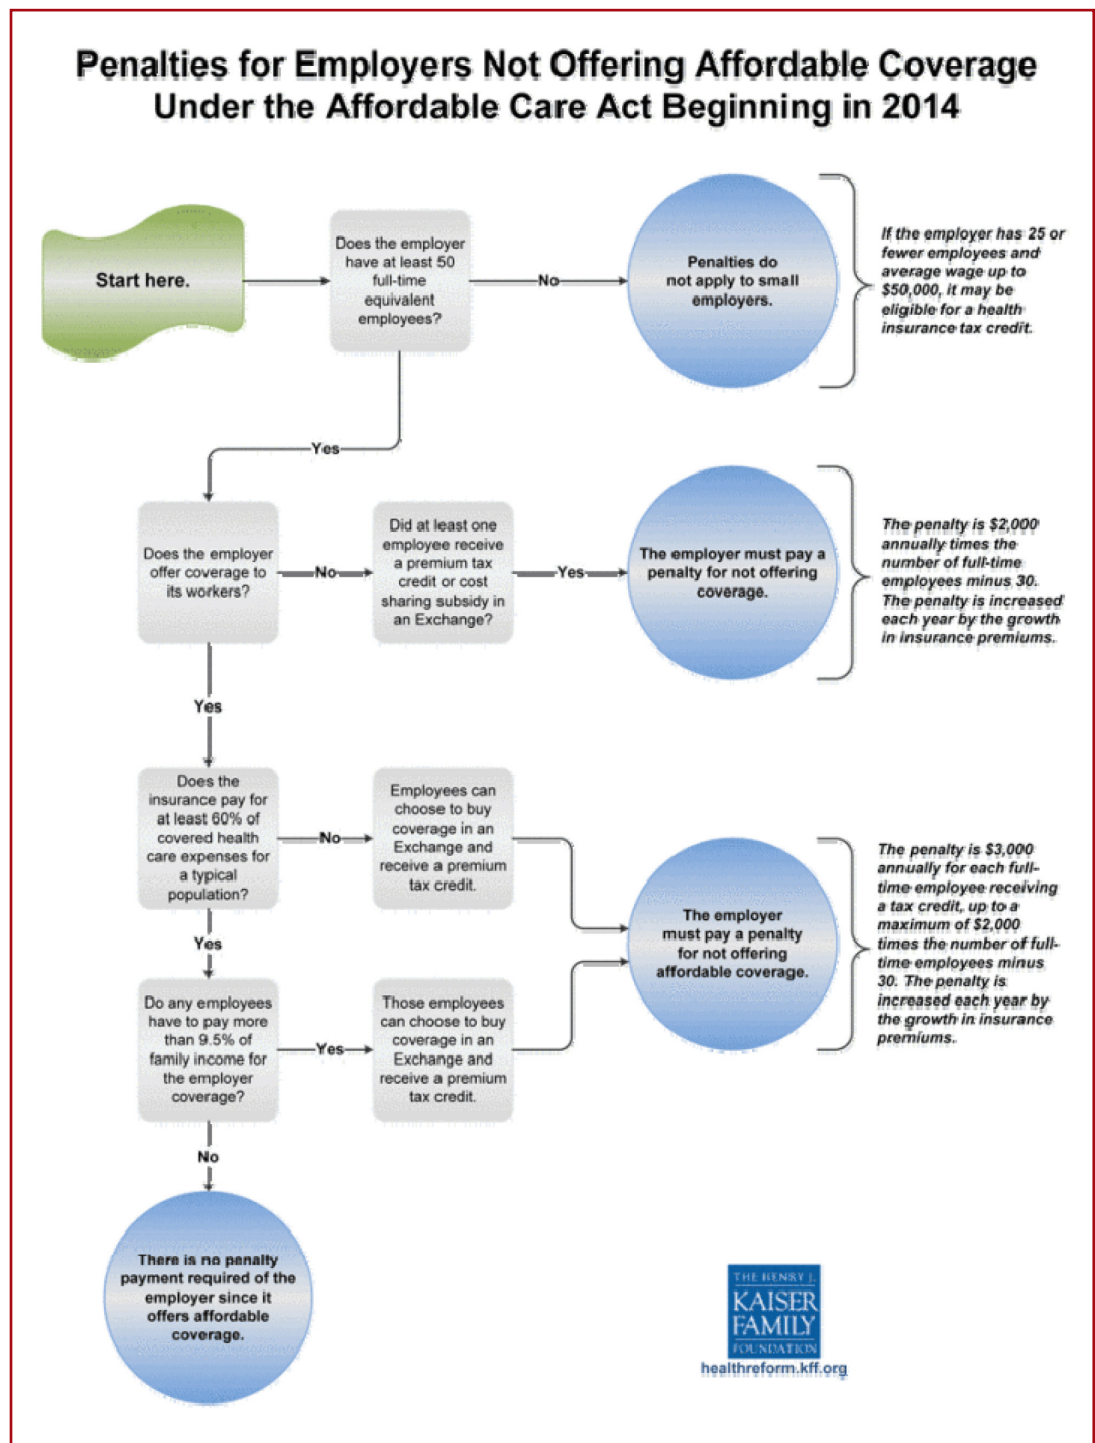 Penalties for Employers Not Offering Affordable Coverage
Under the Affordable Care Act Beginning in 2014
Start here.
Does the employer
have at least 50
full-time
equivalent
employees?
No
Penalties do
not apply to small
employers.
If the employer has 25 or
fewer employees and
average wage up to
$50,000, it may be
eligible for a health
insurance tax credit.
Yes
Does the employer
offer coverage to
its workers?
No
Did at least one
employee receive
a premium tax
credit or cost
sharing subsidy in
an Exchange?
Yes
The employer must pay a
penalty for not offering
coverage.
The penalty is $2,000
annually times the
number of full-time
employees minus 30.
The penalty is increased
each year by the growth
in insurance premiums.
Yes
Does the
insurance pay for
at least 60% of
covered health
care expenses for
a typical
population?
No
Employees can
choose to buy
coverage in an
Exchange and
receive a premium
tax credit.
The employer
must pay a penalty
for not offering
affordable coverage.
The penalty is $3,000
annually for each full-
time employee receiving
a tax credit, up to a
maximum of $2,000
times the number of full-
time employees minus
30. The penalty is
increased each year by
the growth in insurance
premiums.
Yes
Do any employees
have to pay more
than 9.5% of
family income for
the employer
coverage?
Yes
Those employees
can choose to buy
coverage in an
Exchange and
receive a premium
tax credit.
No
There is no penalty
payment required of the
employer since it
offers affordable
coverage.
THE HENRY J.
KAISER
FAMILY
FOUNDATION
healthreform.kff.org